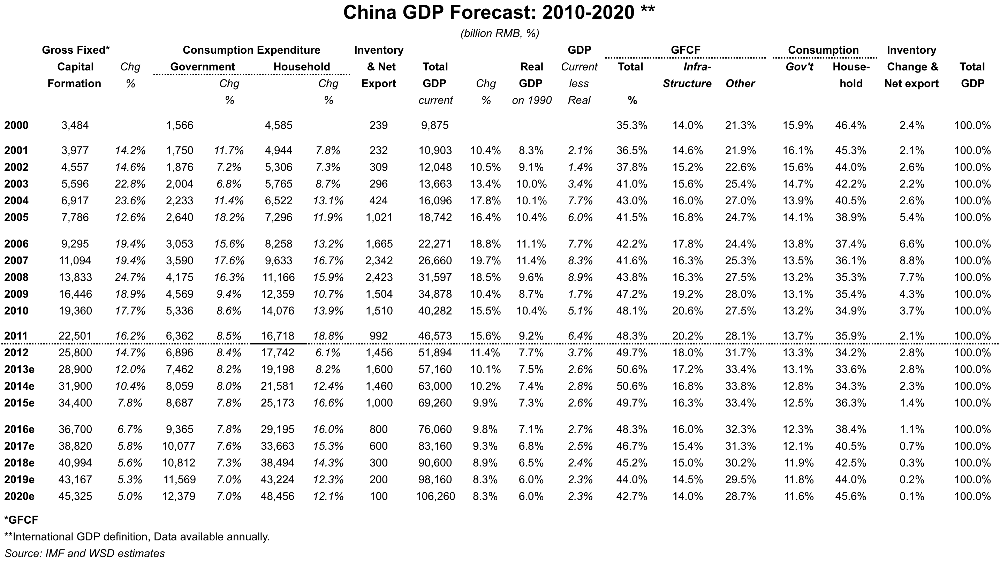 China GDP Forecast: 2010-2020 **
(billion RMB, %)
Gross Fixed* Consumption Expenditure Inventory GDP GFCF Consumption Inventory
Capital Chg Government Household & Net Total Real Current Total Infra- Gov't House- Change & Total
Formation % Chg Chg Export GDP Chg GDP less Structure Other hold Net export GDP
% % current % on 1990 Real %
2000 3,484 1,566 4,585 239 9,875 35.3% 14.0% 21.3% 15.9% 46.4% 2.4% 100.0%
2001 3,977 14.2% 1,750 11.7% 4,944 7.8% 232 10,903 10.4% 8.3% 2.1% 36.5% 14.6% 21.9% 16.1% 45.3% 2.1% 100.0%
2002 4,557 14.6% 1,876 7.2% 5,306 7.3% 309 12,048 10.5% 9.1% 1.4% 37.8% 15.2% 22.6% 15.6% 44.0% 2.6% 100.0%
2003 5,596 22.8% 2,004 6.8% 5,765 8.7% 296 13,663 13.4% 10.0% 3.4% 41.0% 15.6% 25.4% 14.7% 42.2% 2.2% 100.0%
2004 6,917 23.6% 2,233 11.4% 6,522 13.1% 424 16,096 17.8% 10.1% 7.7% 43.0% 16.0% 27.0% 13.9% 40.5% 2.6% 100.0%
2005 7,786 12.6% 2,640 18.2% 7,296 11.9% 1,021 18,742 16.4% 10.4% 6.0% 41.5% 16.8% 24.7% 14.1% 38.9% 5.4% 100.0%
2006 9,295 19.4% 3,053 15.6% 8,258 13.2% 1,665 22,271 18.8% 11.1% 7.7% 42.2% 17.8% 24.4% 13.8% 37.4% 6.6% 100.0%
2007 11,094 19.4% 3,590 17.6% 9,633 16.7% 2,342 26,660 19.7% 11.4% 8.3% 41.6% 16.3% 25.3% 13.5% 36.1% 8.8% 100.0%
2008 13,833 24.7% 4,175 16.3% 11,166 15.9% 2,423 31,597 18.5% 9.6% 8.9% 43.8% 16.3% 27.5% 13.2% 35.3% 7.7% 100.0%
2009 16,446 18.9% 4,569 9.4% 12,359 10.7% 1,504 34,878 10.4% 8.7% 1.7% 47.2% 19.2% 28.0% 13.1% 35.4% 4.3% 100.0%
2010 19,360 17.7% 5,336 8.6% 14,076 13.9% 1,510 40,282 15.5% 10.4% 5.1% 48.1% 20.6% 27.5% 13.2% 34.9% 3.7% 100.0%
2011 22,501 16.2% 6,362 8.5% 16,718 18.8% 992 46,573 15.6% 9.2% 6.4% 48.3% 20.2% 28.1% 13.7% 35.9% 2.1% 100.0%
2012 25,800 14.7% 6,896 8.4% 17,742 6.1% 1,456 51,894 11.4% 7.7% 3.7% 49.7% 18.0% 31.7% 13.3% 34.2% 2.8% 100.0%
2013e 28,900 12.0% 7,462 8.2% 19,198 8.2% 1,600 57,160 10.1% 7.5% 2.6% 50.6% 17.2% 33.4% 13.1% 33.6% 2.8% 100.0%
2014e 31,900 10.4% 8,059 8.0% 21,581 12.4% 1,460 63,000 10.2% 7.4% 2.8% 50.6% 16.8% 33.8% 12.8% 34.3% 2.3% 100.0%
2015e 34,400 7.8% 8,687 7.8% 25,173 16.6% 1,000 69,260 9.9% 7.3% 2.6% 49.7% 16.3% 33.4% 12.5% 36.3% 1.4% 100.0%
2016e 36,700 6.7% 9,365 7.8% 29,195 16.0% 800 76,060 9.8% 7.1% 2.7% 48.3% 16.0% 32.3% 12.3% 38.4% 1.1% 100.0%
2017e 38,820 5.8% 10,077 7.6% 33,663 15.3% 600 83,160 9.3% 6.8% 2.5% 46.7% 15.4% 31.3% 12.1% 40.5% 0.7% 100.0%
2018e 40,994 5.6% 10,812 7.3% 38,494 14.3% 300 90,600 8.9% 6.5% 2.4% 45.2% 15.0% 30.2% 11.9% 42.5% 0.3% 100.0%
2019e 43,167 5.3% 11,569 7.0% 43,224 12.3% 200 98,160 8.3% 6.0% 2.3% 44.0% 14.5% 29.5% 11.8% 44.0% 0.2% 100.0%
2020e 45,325 5.0% 12,379 7.0% 48,456 12.1% 100 106,260 8.3% 6.0% 2.3% 42.7% 14.0% 28.7% 11.6% 45.6% 0.1% 100.0%
*GFCF
**International GDP definition, Data available annually.
Source: IMF and WSD estimates